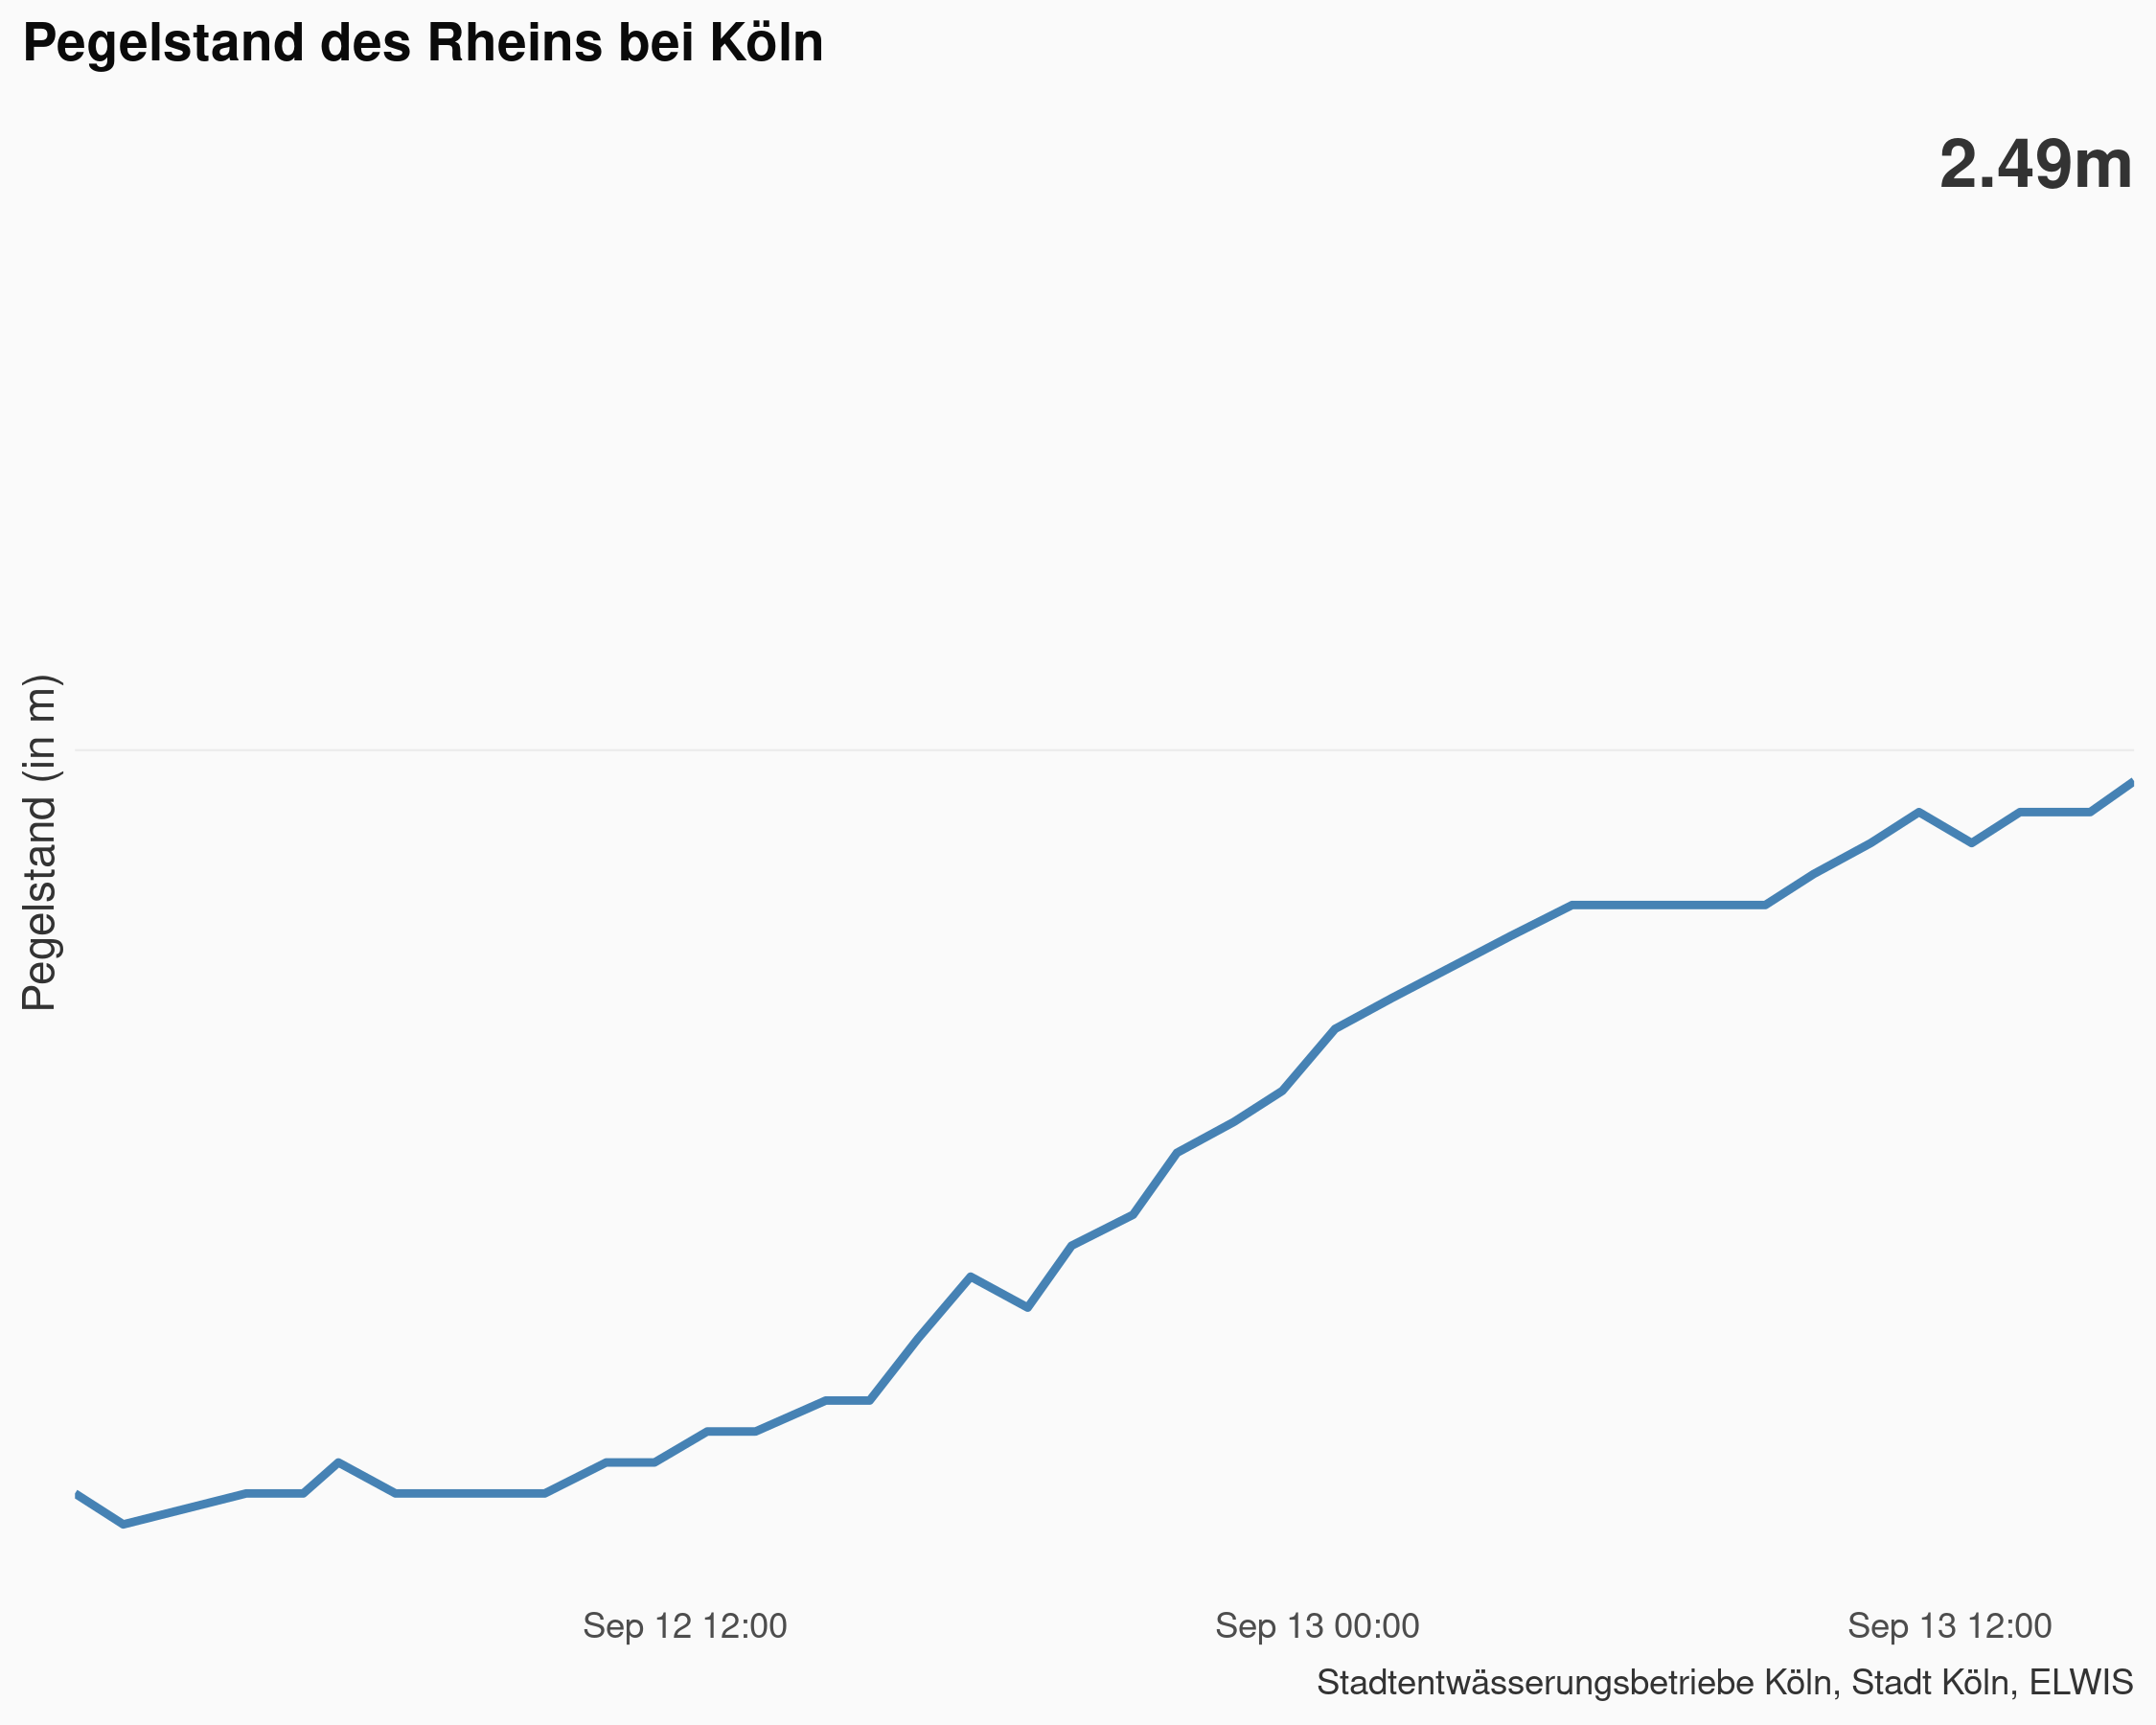 Pegelstand des Rheins bei Köln
2.49m
Pegelstand (in m)
Sep 12 12:00
Sep 13 00:00
Sep 13 12:00
Stadtentwässerungsbetriebe Köln, Stadt Köln, ELWIS